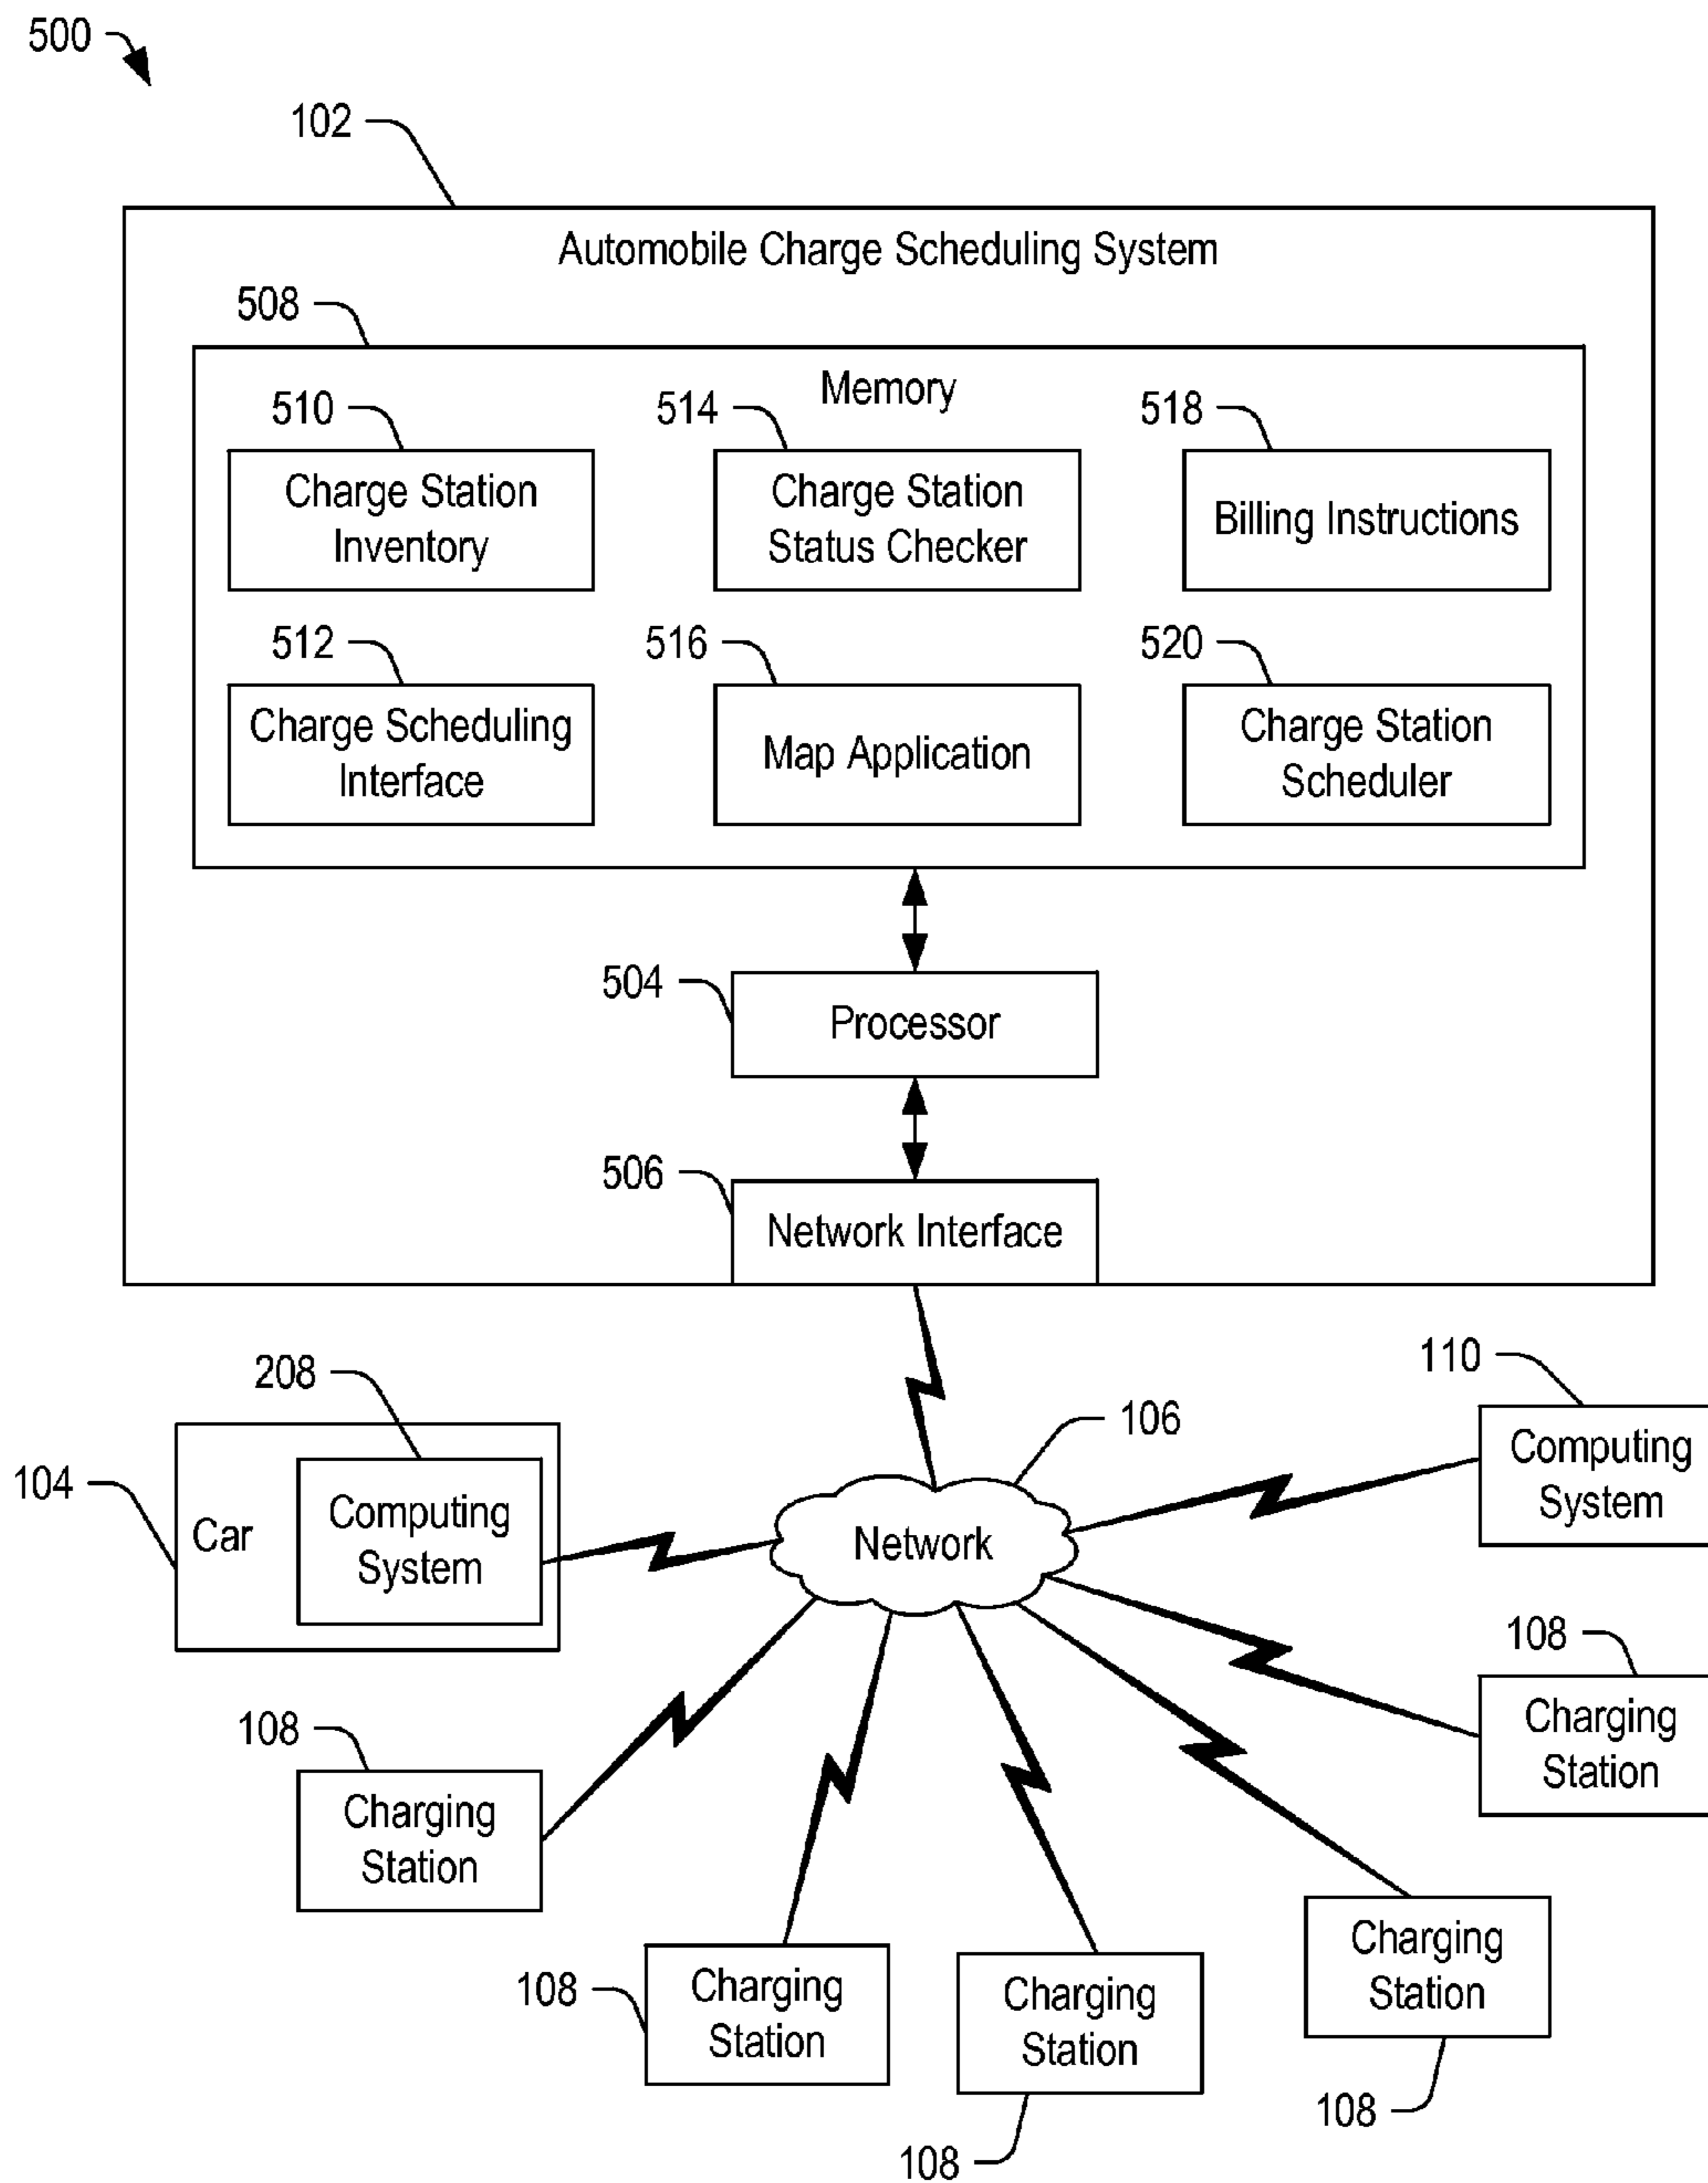 500
102
Automobile Charge Scheduling System
508
Memory
510
514
518
Charge Station
Inventory
Charge Station
Status Checker
Billing Instructions
512
516
520
Charge Scheduling
Interface
Map Application
Charge Station
Scheduler
504
Processor
506
Network Interface
208
110
106
104
Car
Computing
System
Network
Computing
System
108
Charging
Station
108
Charging
Station
108
Charging
Station
Charging
Station
108
Charging
Station
108
108